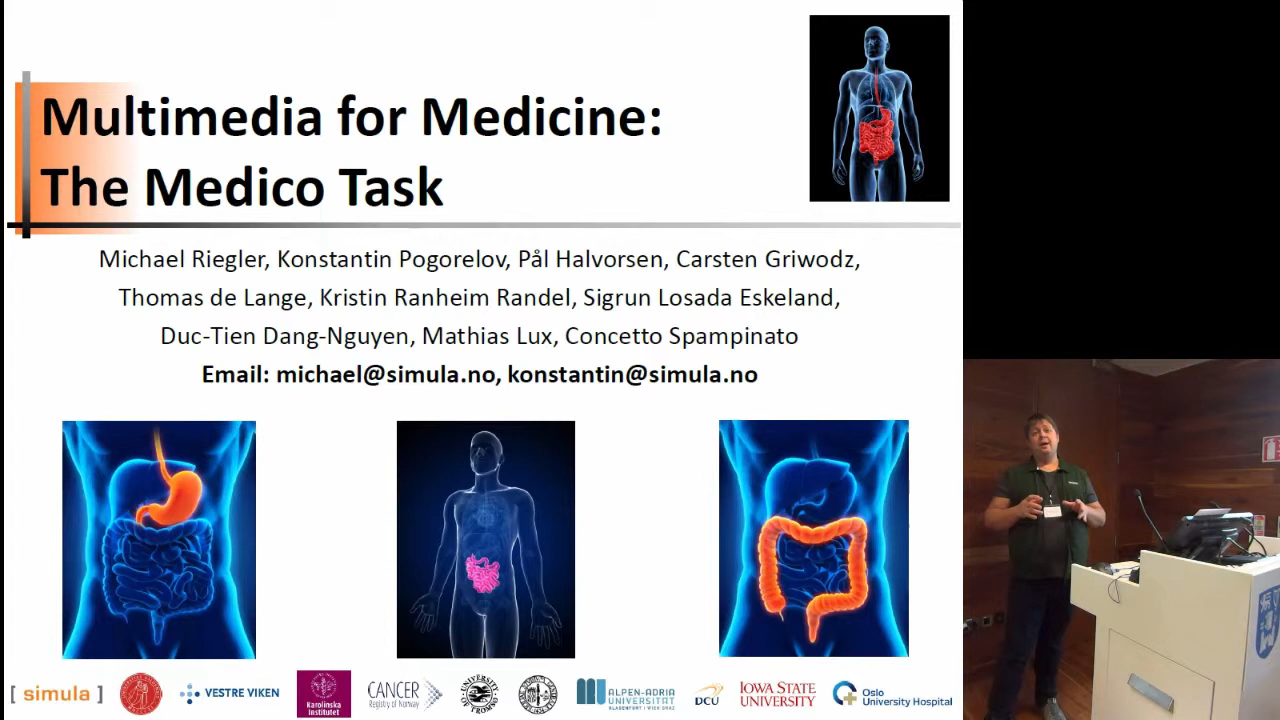 Multimedia for Medicine:
The Medico Task
Michael Riegler, Konstantin Pogorelov, Pål Halvorsen, Carsten Griwodz,
Thomas de Lange, Kristin Ranheim Randel, Sigrun Losada Eskeland,
Duc-Tien Dang-Nguyen, Mathias Lux, Concetto Spampinato
Email: michael@simula.no, konstantin@simula.no
[ simula ]
VESTRE VIKEN
Karolinska
Institutet
CANCER
Registry of Norway
ALPEN-ADRIA
UNIVERSITÄT
KLAGENFURT | WIEN GRAZ
DCU
IOWA STATE
UNIVERSITY
Oslo
University Hospital